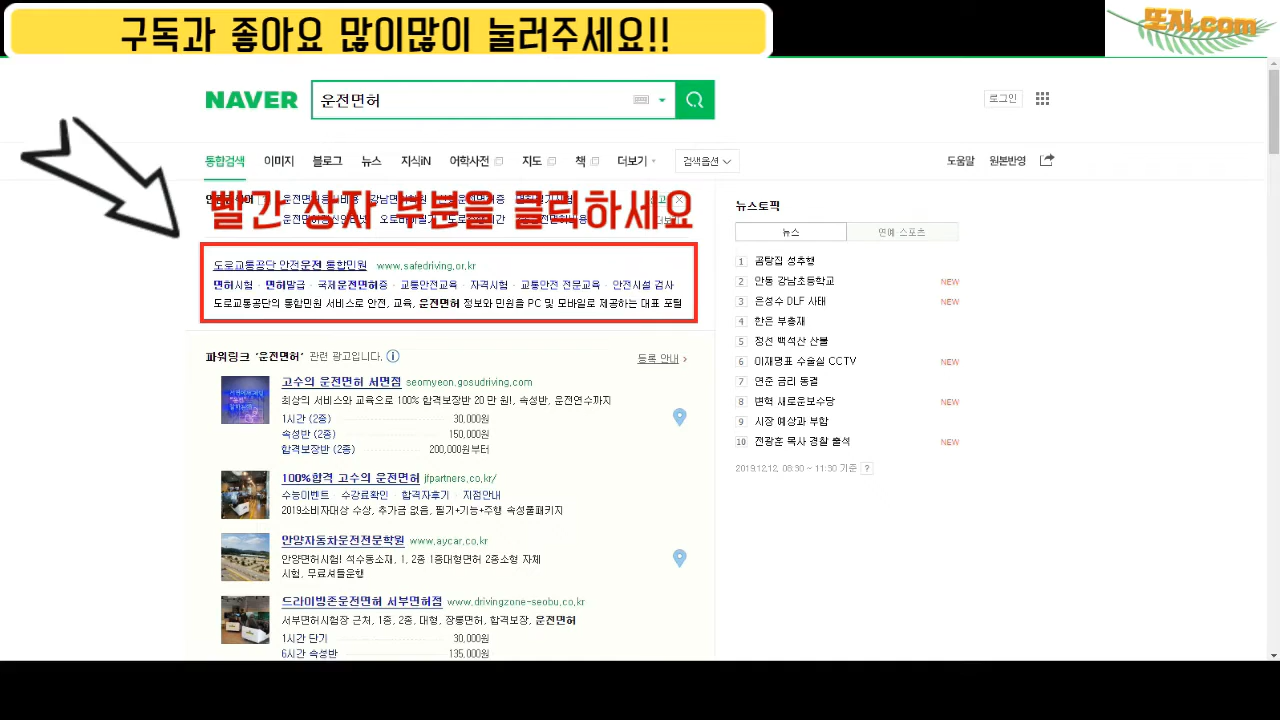 구독과 좋아요 많이많이 눌러주세요!!
또자.com
NAVER
운전면허
로그인
통합검색 이미지 블로그 뉴스 지식iN 어학사전 지도 책 더보기 검색옵션
도움말 원본반영
빨간 상자 부분을 클릭하세요
도로교통공단 안전운전 통합민원 www.safedriving.or.kr
면허시험 · 면허발급 · 국제운전면허증 · 교통안전교육 · 자격시험 · 교통안전 전문교육 · 안전시설 검사
도로교통공단의 통합민원 서비스로 안전, 교육, 운전면허 정보와 민원을 PC 및 모바일로 제공하는 대표 포털
파워링크 '운전면허' 관련 광고입니다.
등록 안내
고수의 운전면허 서면점 seomyeon.gosudriving.com
최상의 서비스와 교육으로 100% 합격보장반 20 만 원!, 속성반, 운전연수까지
1시간 (2종) 30,000원
속성반 (2종) 150,000원
합격보장반 (2종) 200,000원부터
100%합격 고수의 운전면허 jfpartners.co.kr/
수능이벤트 · 수강료확인 · 합격자후기 · 지점안내
2019소비자대상 수상, 추가금 없음, 필기+기능+주행 속성풀패키지
안양자동차운전전문학원 www.aycar.co.kr
안양면허시험! 석수동소재, 1, 2종 1종대형면허 2종소형 자체
시험, 무료셔틀운행
드라이빙존운전면허 서부면허점 www.drivingzone-seobu.co.kr
서부면허시험장 근처, 1종, 2종, 대형, 장롱면허, 합격보장, 운전면허
1시간 단기 30,000원
6시간 속성반 135,000원
뉴스토픽
뉴스 연예·스포츠
1 곰탕집 성추행
2 안동 강남초등학교 NEW
3 은성수 DLF 사태 NEW
4 한은 부총재
5 정선 백석산 산불
6 이재명표 수술실 CCTV NEW
7 연준 금리 동결
8 변혁 새로운보수당 NEW
9 시장 예상과 부합
10 전광훈 목사 경찰 출석 NEW
2019.12.12. 08:30 ~ 11:30 기준 ?